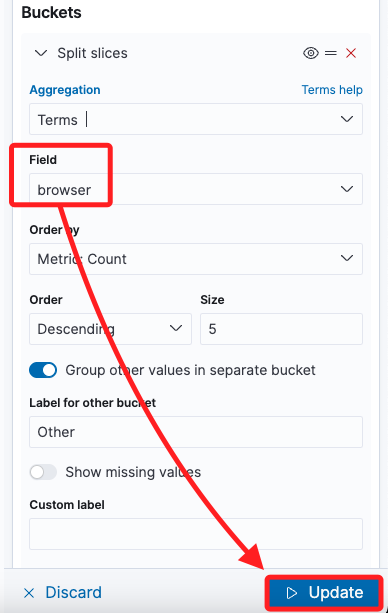 Buckets
Split slices
Aggregation Terms help
Terms
Field
browser
Order by
Metric: Count
Order Size
Descending 5
Group other values in separate bucket
Label for other bucket
Other
Show missing values
Custom label
Discard Update